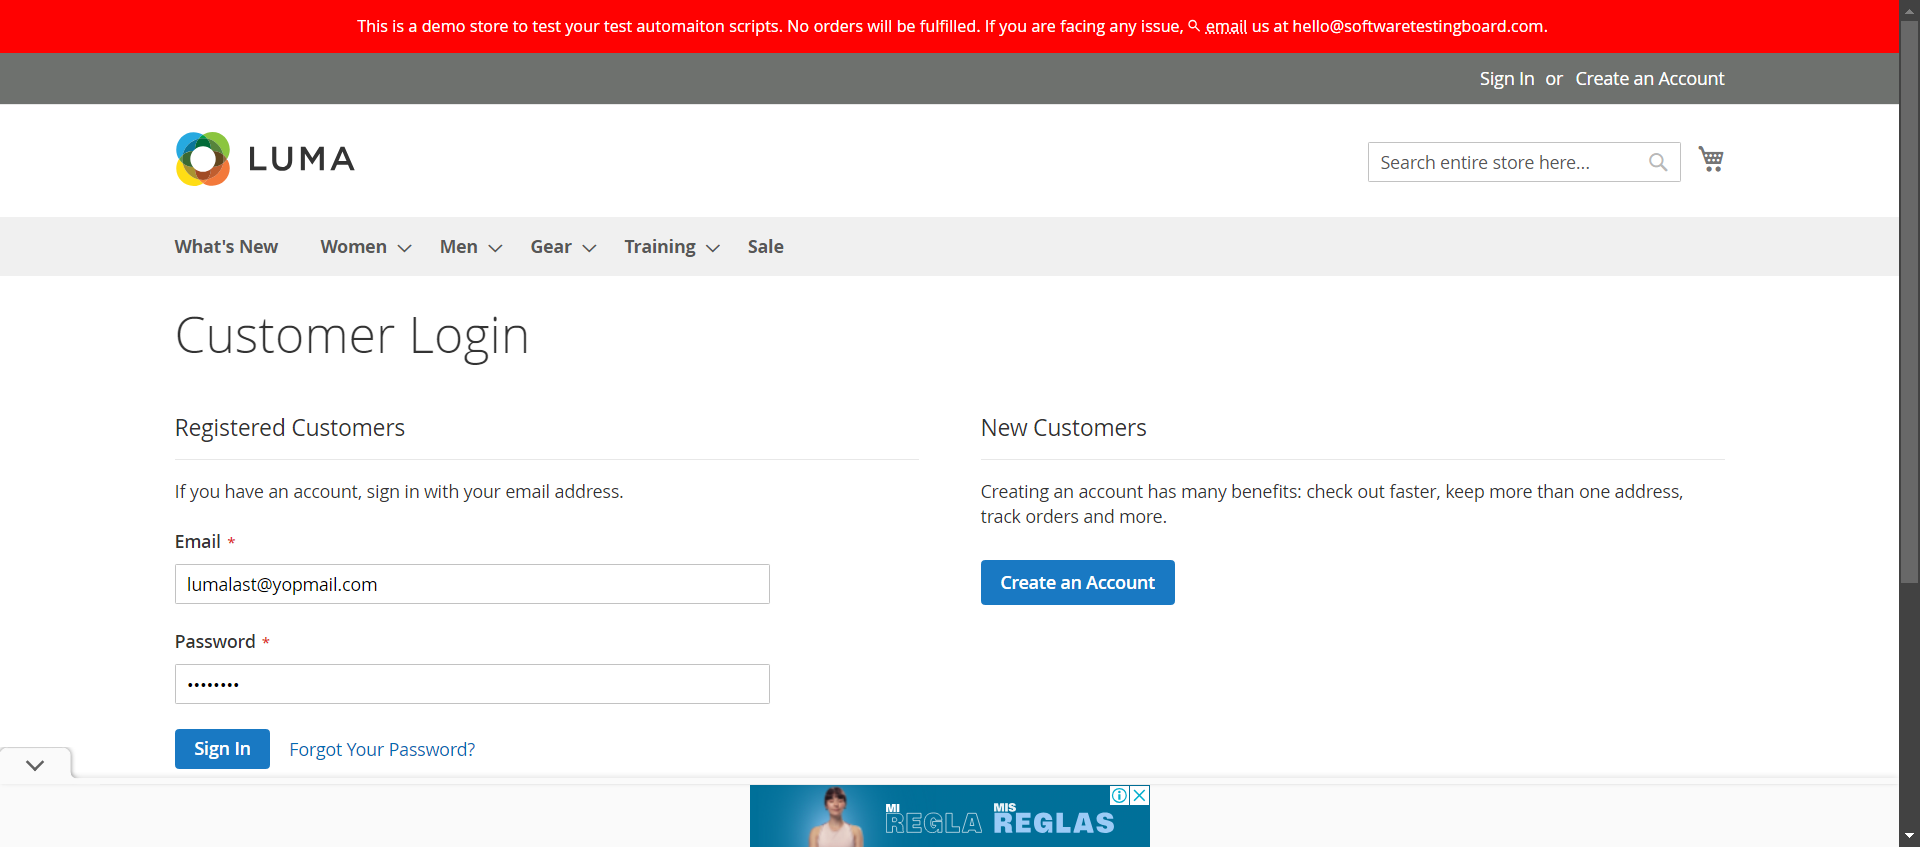 This is a demo store to test your test automaiton scripts. No orders will be fulfilled. If you are facing any issue, email us at hello@softwaretestingboard.com.
Sign In or Create an Account
LUMA
Search entire store here...
What's New Women Men Gear Training Sale
Customer Login
Registered Customers
If you have an account, sign in with your email address.
Email *
lumalast@yopmail.com
Password *
••••••••
Sign In Forgot Your Password?
New Customers
Creating an account has many benefits: check out faster, keep more than one address,
track orders and more.
Create an Account
MI MIS
REGLA REGLAS